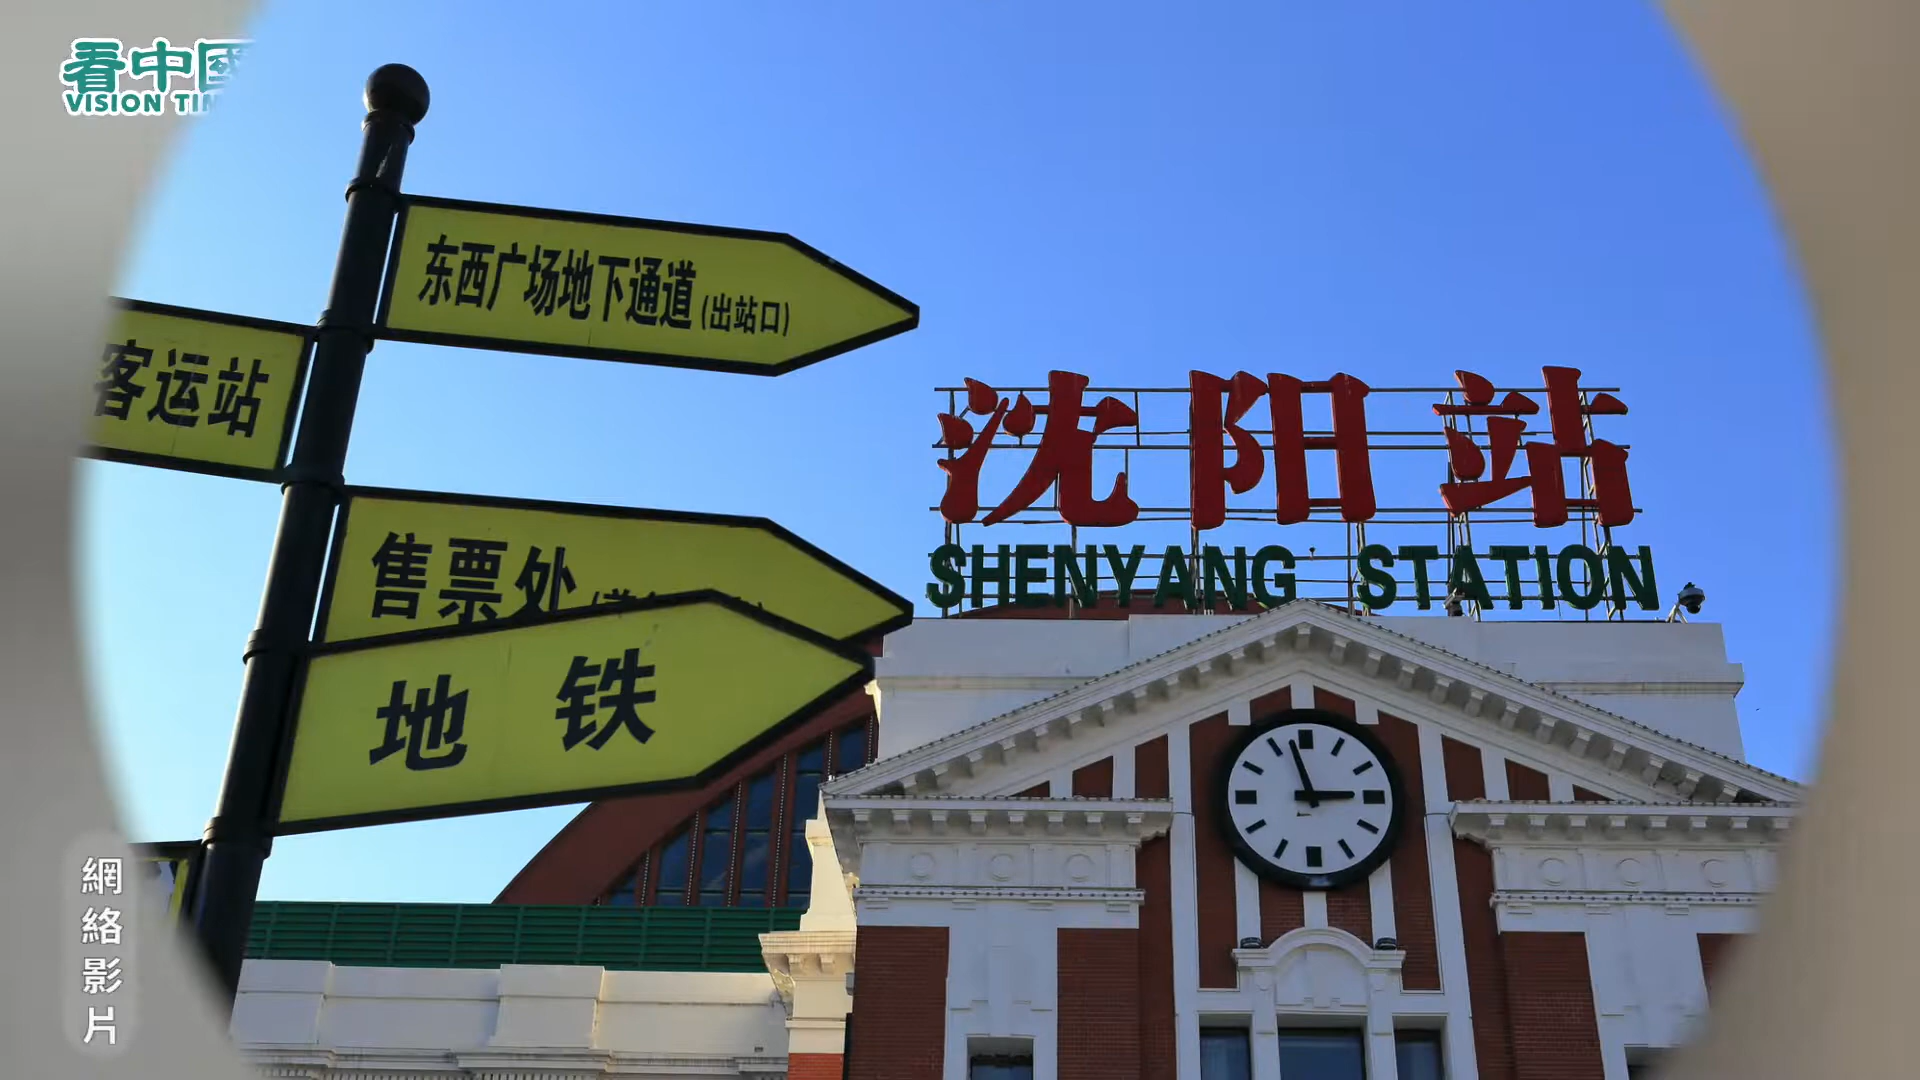 看中國
VISION TIM
东西广场地下通道(出站口)
客运站
售票处
地 铁
沈阳站
SHENYANG STATION
網絡影片